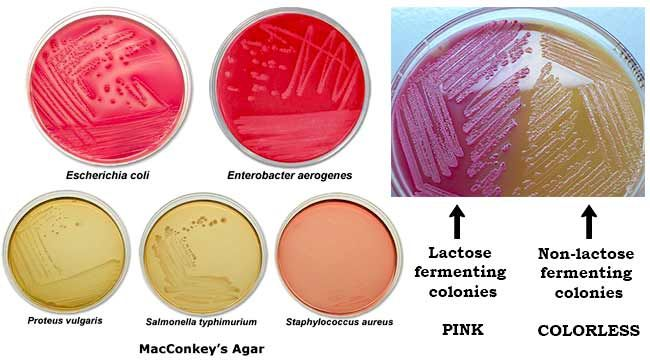 Escherichia coli
Enterobacter aerogenes
Proteus vulgaris
Salmonella typhimurium
Staphylococcus aureus
MacConkey's Agar
Lactose
fermenting
colonies
PINK
Non-lactose
fermenting
colonies
COLORLESS